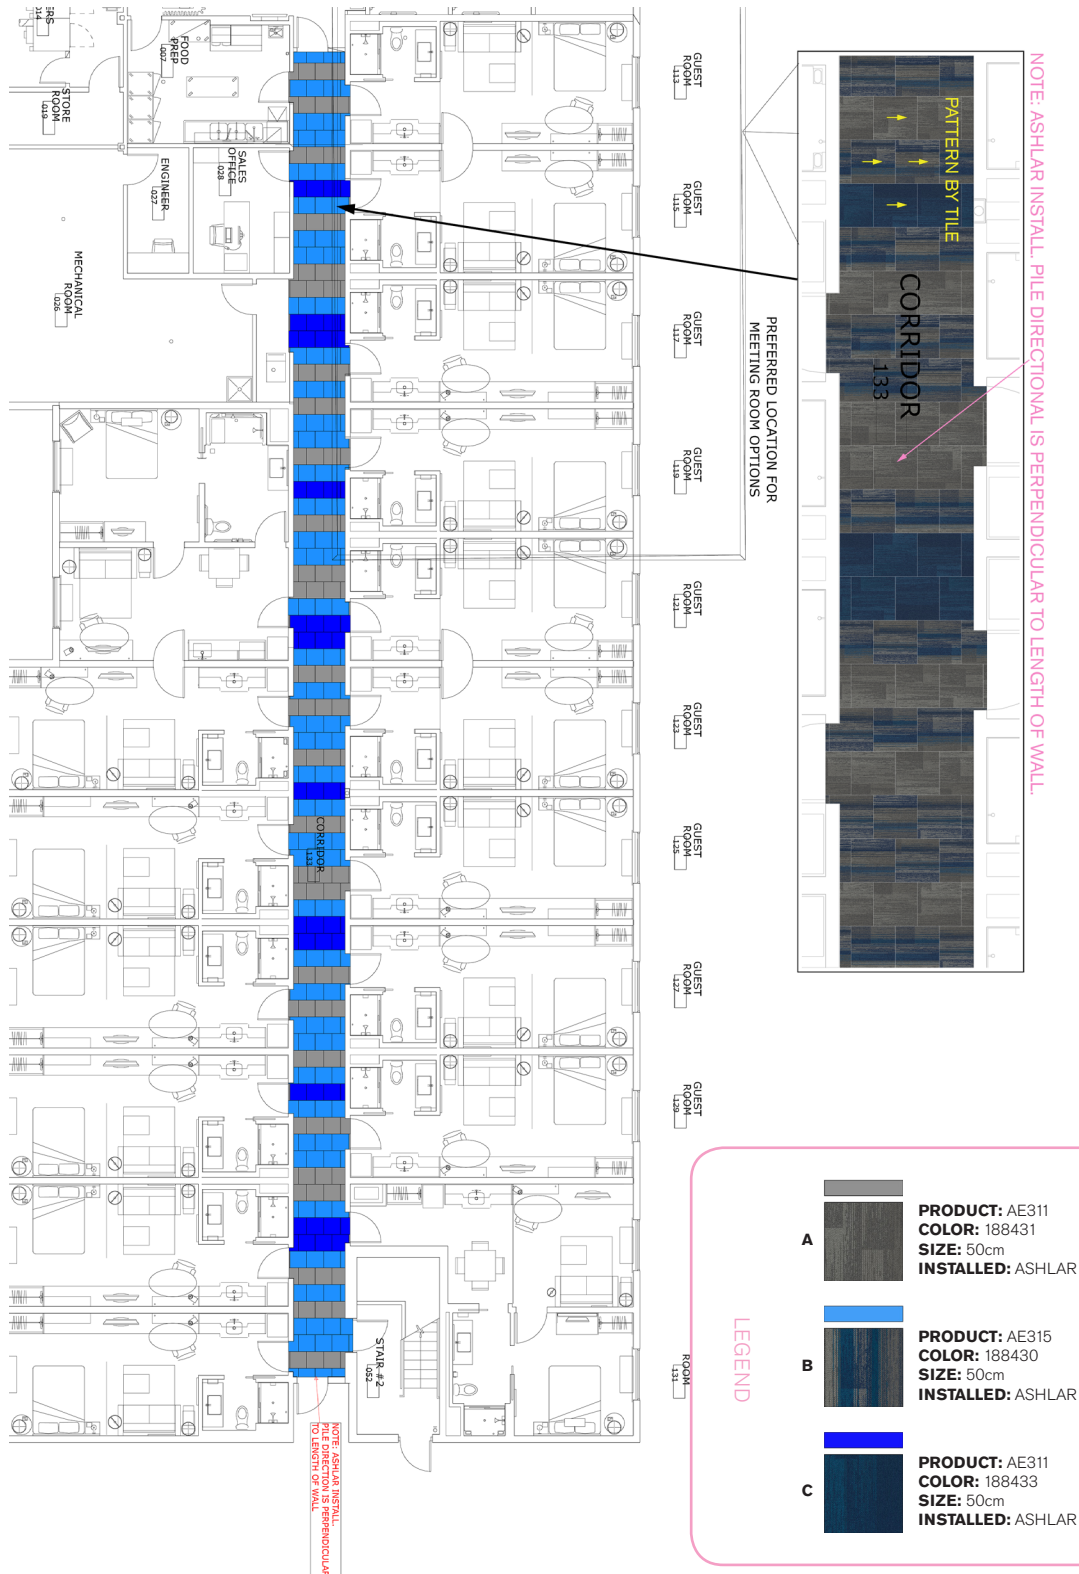 ERS
014
FOOD
PREP
007
STORE
ROOM
019
SALES
OFFICE
028
ENGINEER
027
MECHANICAL
ROOM
026
GUEST
ROOM
113
GUEST
ROOM
115
GUEST
ROOM
117
GUEST
ROOM
119
GUEST
ROOM
121
GUEST
ROOM
123
GUEST
ROOM
125
GUEST
ROOM
127
GUEST
ROOM
129
ROOM
131
CORRIDOR
133
STAIR #2
052
NOTE: ASHLAR INSTALL.
PILE DIRECTION IS PERPENDICULAR
TO LENGTH OF WALL
PREFERRED LOCATION FOR
MEETING ROOM OPTIONS
PATTERN BY TILE
CORRIDOR
133
NOTE: ASHLAR INSTALL. PILE DIRECTIONAL IS PERPENDICULAR TO LENGTH OF WALL.
LEGEND
A
PRODUCT: AE311
COLOR: 188431
SIZE: 50cm
INSTALLED: ASHLAR
B
PRODUCT: AE315
COLOR: 188430
SIZE: 50cm
INSTALLED: ASHLAR
C
PRODUCT: AE311
COLOR: 188433
SIZE: 50cm
INSTALLED: ASHLAR